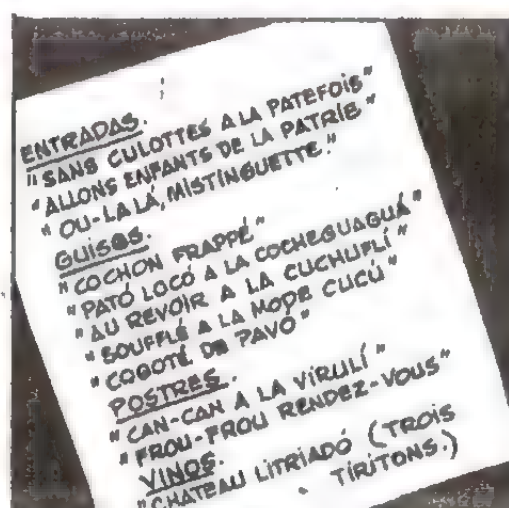 ENTRADAS.
"SANS CULOTTES A LA PATEFOIS"
"ALLONS ENFANTS DE LA PATRIE"
"OU-LA LÁ, MISTINGUETTE."
GUISOS.
"COCHON FRAPPÉ"
"PATÓ LOCÓ A LA COCHEGUAGUÁ"
"AU REVOIR A LA CUCHUFLÍ"
"SOUFFLÉ A LA MODE CUCÚ"
"COGOTÉ DE PAVO"
POSTRES.
"CAN-CAN A LA VIRULÍ"
"FROU-FROU RENDEZ-VOUS"
VINOS.
"CHATEAU LITRIADÓ (TROIS
TIRITONS.)